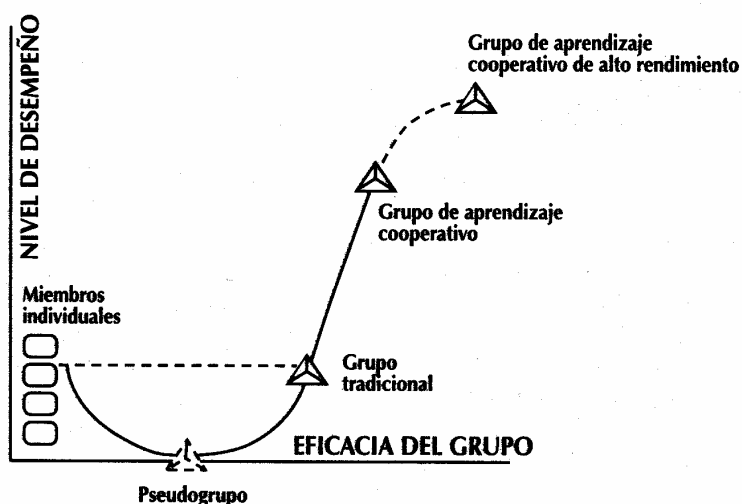 NIVEL DE DESEMPEÑO
Grupo de aprendizaje
cooperativo de alto rendimiento
Grupo de aprendizaje
cooperativo
Miembros
individuales
Grupo
tradicional
EFICACIA DEL GRUPO
Pseudogrupo